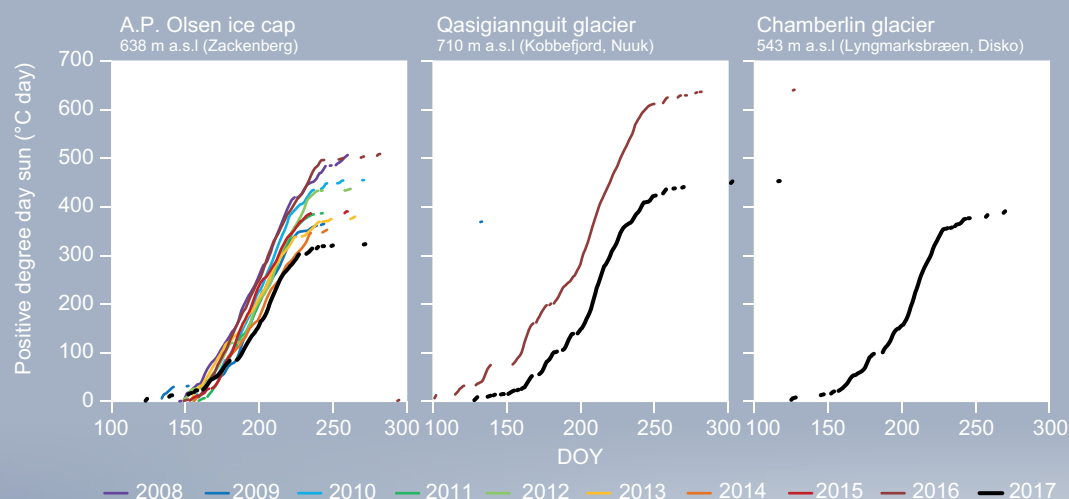 A.P. Olsen ice cap
638 m a.s.l (Zackenberg)
Qasigiannguit glacier
710 m a.s.l (Kobbefjord, Nuuk)
Chamberlin glacier
543 m a.s.l (Lyngmarksbræen, Disko)
Positive degree day sun (°C day)
700
600
500
400
300
200
100
0
100 150 200 250 300
100 150 200 250 300
100 150 200 250 300
DOY
2008 2009 2010 2011 2012 2013 2014 2015 2016 2017